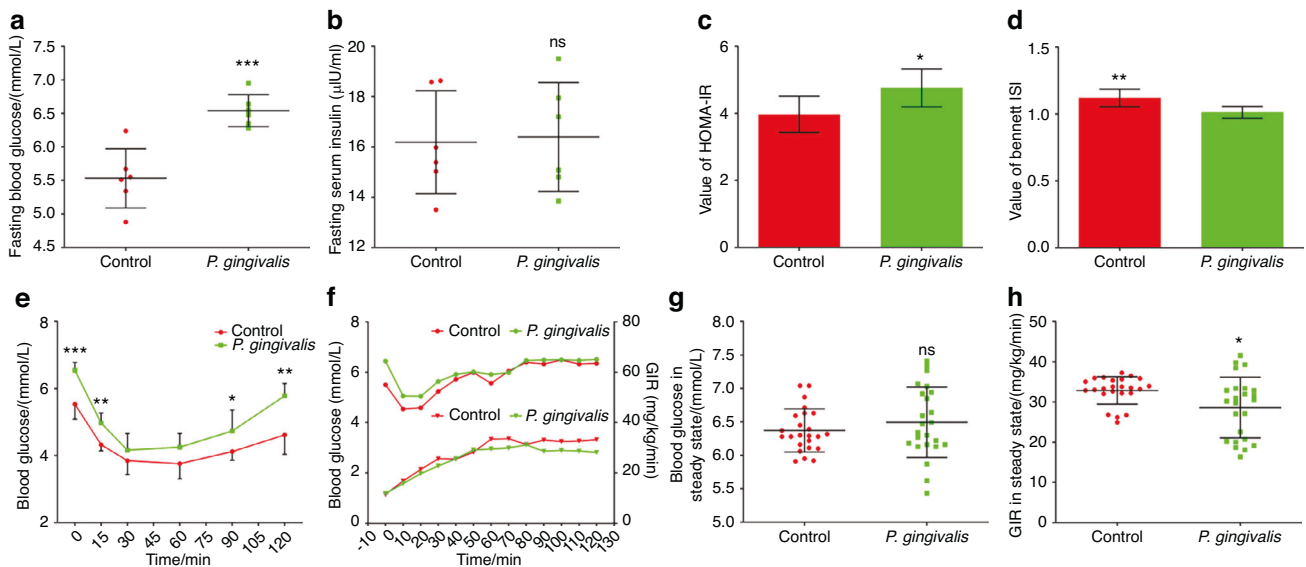 a
Fasting blood glucose/(mmol/L)
7.5
7.0
6.5
6.0
5.5
5.0
4.5
***
Control
P. gingivalis
b
Fasting serum insulin (μIU/ml)
20
18
16
14
12
ns
Control
P. gingivalis
c
Value of HOMA-IR
6
4
2
0
*
Control
P. gingivalis
d
Value of bennett ISI
1.5
1.0
0.5
0.0
**
Control
P. gingivalis
e
Blood glucose/(mmol/L)
8
6
4
2
***
**
*
**
Control
P. gingivalis
0
15
30
45
60
75
90
105
120
Time/min
f
Blood glucose (mmol/L)
8
6
4
2
0
Control
P. gingivalis
Control
P. gingivalis
80
60
40
20
0
GIR (mg/kg/min)
-10
0
10
20
30
40
50
60
70
80
90
100
110
120
130
Time/min
g
Blood glucose in
steady state/(mmol/L)
8.0
7.5
7.0
6.5
6.0
5.5
5.0
ns
Control
P. gingivalis
h
GIR in steady state/(mg/kg/min)
50
40
30
20
10
0
*
Control
P. gingivalis